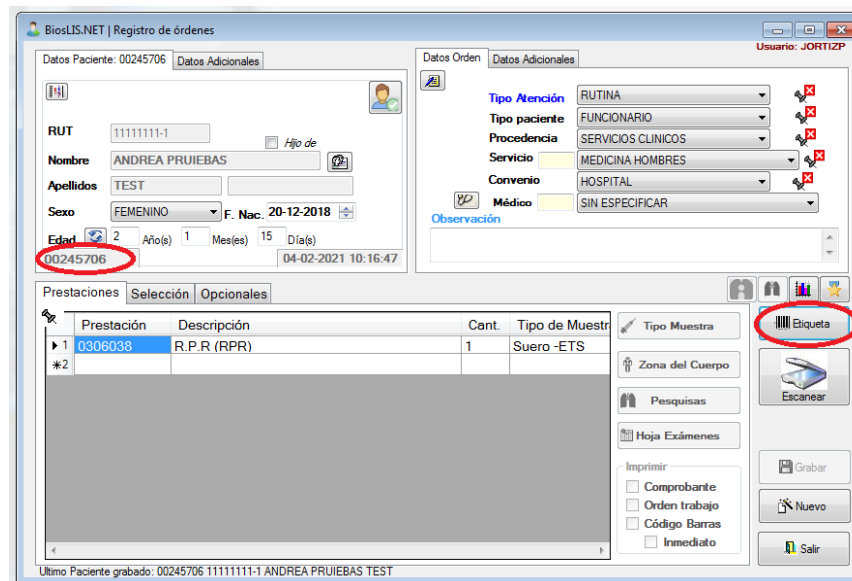 BiosLIS.NET | Registro de órdenes
Usuario: JORTIZP
Datos Paciente: 00245706 Datos Adicionales
RUT 11111111-1 Hijo de
Nombre ANDREA PRUIEBAS
Apellidos TEST
Sexo FEMENINO F. Nac. 20-12-2018
Edad 2 Año(s) 1 Mes(es) 15 Día(s)
00245706 04-02-2021 10:16:47
Datos Orden Datos Adicionales
Tipo Atención RUTINA
Tipo paciente FUNCIONARIO
Procedencia SERVICIOS CLINICOS
Servicio MEDICINA HOMBRES
Convenio HOSPITAL
Médico SIN ESPECIFICAR
Observación
Prestaciones Selección Opcionales
Prestación Descripción Cant. Tipo de Muestr
1 0306038 R.P.R (RPR) 1 Suero -ETS
*2
Tipo Muestra
Zona del Cuerpo
Pesquisas
Hoja Exámenes
Imprimir
Comprobante
Orden trabajo
Código Barras
Inmediato
Etiqueta
Escanear
Grabar
Nuevo
Salir
Ultimo Paciente grabado: 00245706 11111111-1 ANDREA PRUIEBAS TEST